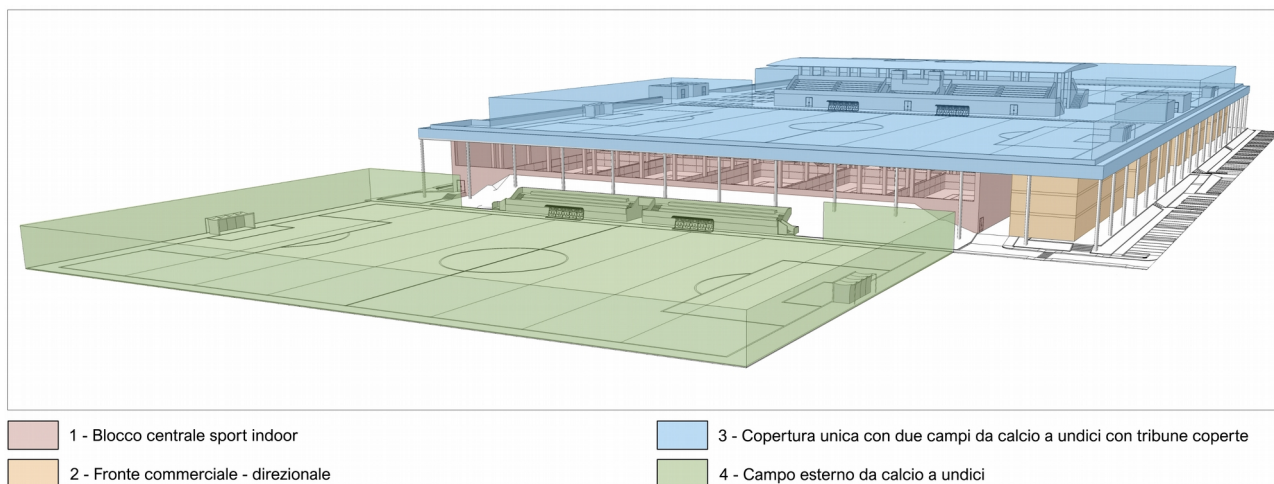 1 - Blocco centrale sport indoor
2 - Fronte commerciale - direzionale
3 - Copertura unica con due campi da calcio a undici con tribune coperte
4 - Campo esterno da calcio a undici